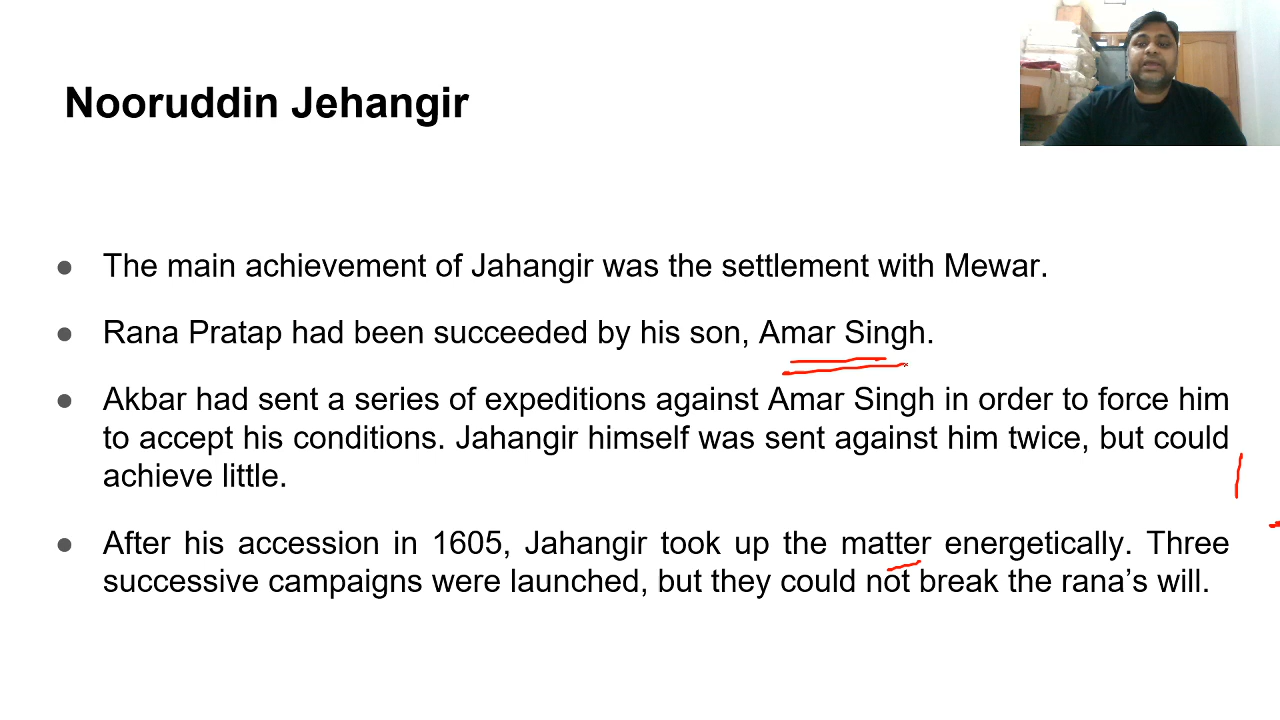 Nooruddin Jehangir
● The main achievement of Jahangir was the settlement with Mewar.
● Rana Pratap had been succeeded by his son, Amar Singh.
● Akbar had sent a series of expeditions against Amar Singh in order to force him
to accept his conditions. Jahangir himself was sent against him twice, but could
achieve little.
● After his accession in 1605, Jahangir took up the matter energetically. Three
successive campaigns were launched, but they could not break the rana’s will.